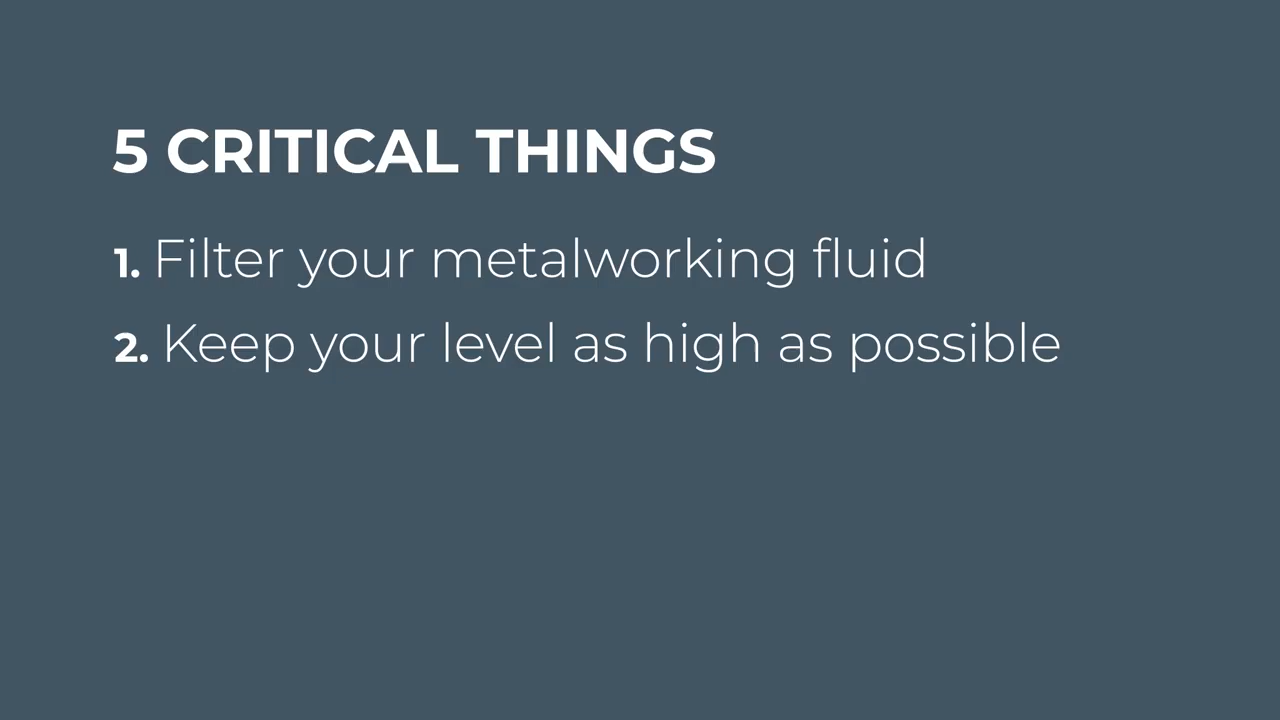 5 CRITICAL THINGS
1. Filter your metalworking fluid
2. Keep your level as high as possible